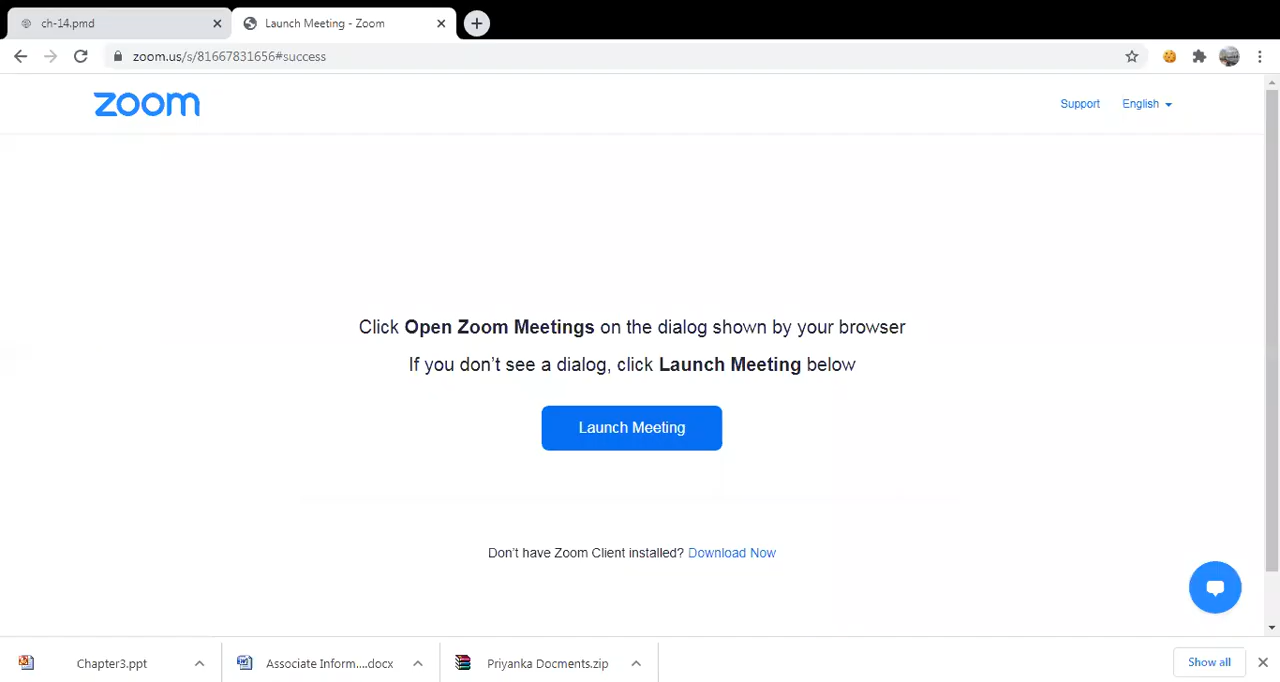 ch-14.pmd
Launch Meeting - Zoom
zoom.us/s/81667831656#success
zoom
Support
English
Click Open Zoom Meetings on the dialog shown by your browser
If you don't see a dialog, click Launch Meeting below
Launch Meeting
Don't have Zoom Client installed? Download Now
Chapter3.ppt
Associate Inform....docx
Priyanka Docments.zip
Show all